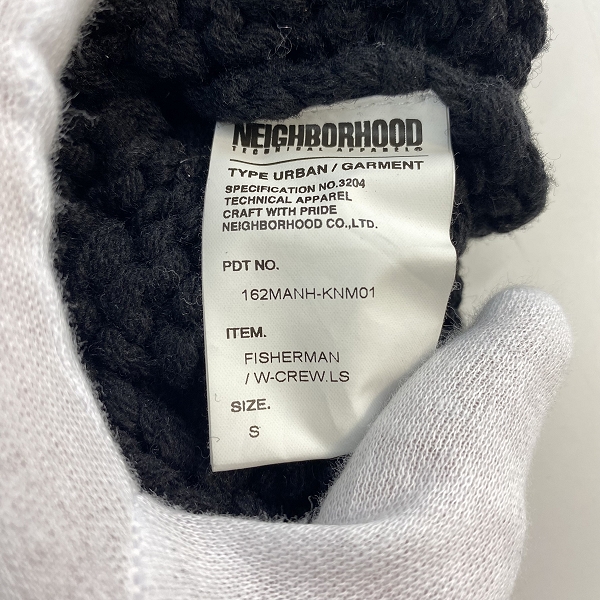 NEIGHBORHOOD
TECHNICAL APPAREL®
TYPE URBAN / GARMENT
SPECIFICATION NO.3204
TECHNICAL APPAREL
CRAFT WITH PRIDE
NEIGHBORHOOD CO.,LTD.
PDT NO.
162MANH-KNM01
ITEM.
FISHERMAN
/ W-CREW.LS
SIZE.
S